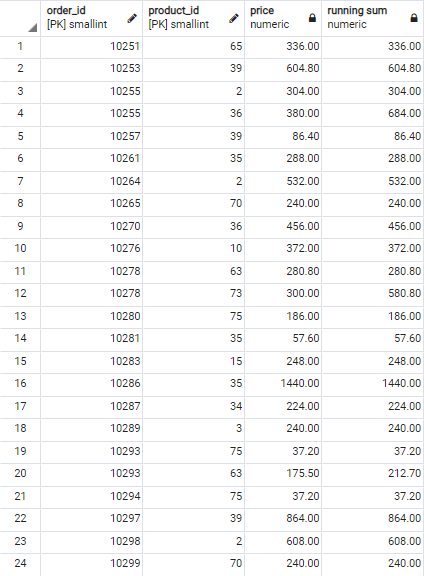 order_id product_id price running sum
[PK] smallint [PK] smallint numeric numeric
1 10251 65 336.00 336.00
2 10253 39 604.80 604.80
3 10255 2 304.00 304.00
4 10255 36 380.00 684.00
5 10257 39 86.40 86.40
6 10261 35 288.00 288.00
7 10264 2 532.00 532.00
8 10265 70 240.00 240.00
9 10270 36 456.00 456.00
10 10276 10 372.00 372.00
11 10278 63 280.80 280.80
12 10278 73 300.00 580.80
13 10280 75 186.00 186.00
14 10281 35 57.60 57.60
15 10283 15 248.00 248.00
16 10286 35 1440.00 1440.00
17 10287 34 224.00 224.00
18 10289 3 240.00 240.00
19 10293 75 37.20 37.20
20 10293 63 175.50 212.70
21 10294 75 37.20 37.20
22 10297 39 864.00 864.00
23 10298 2 608.00 608.00
24 10299 70 240.00 240.00